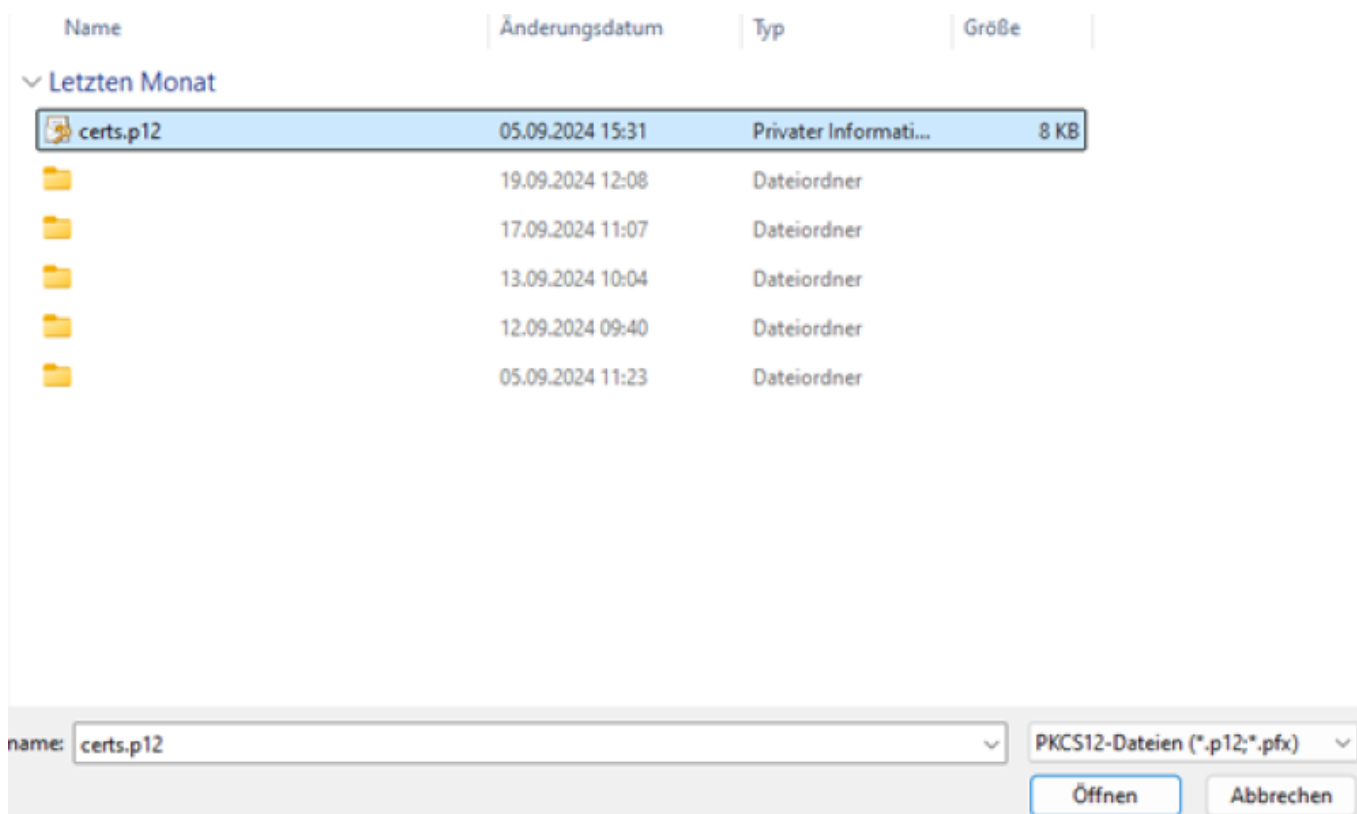 Name Änderungsdatum Typ Größe
Letzten Monat
certs.p12 05.09.2024 15:31 Privater Informati... 8 KB
19.09.2024 12:08 Dateiordner
17.09.2024 11:07 Dateiordner
13.09.2024 10:04 Dateiordner
12.09.2024 09:40 Dateiordner
05.09.2024 11:23 Dateiordner
name: certs.p12 PKCS12-Dateien (*.p12;*.pfx)
Öffnen Abbrechen